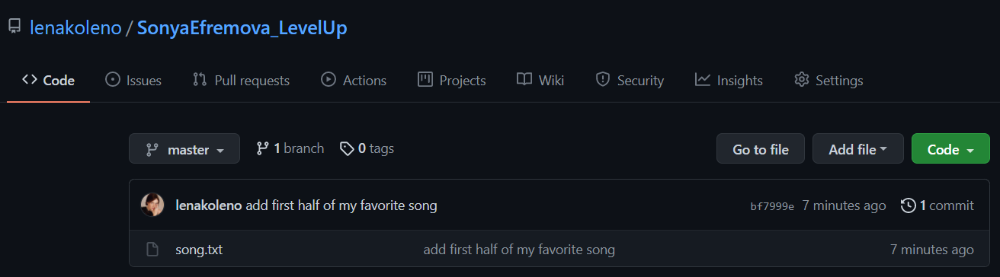 lenakoleno / SonyaEfremova_LevelUp
Code Issues Pull requests Actions Projects Wiki Security Insights Settings
master 1 branch 0 tags Go to file Add file Code
lenakoleno add first half of my favorite song bf7999e 7 minutes ago 1 commit
song.txt add first half of my favorite song 7 minutes ago